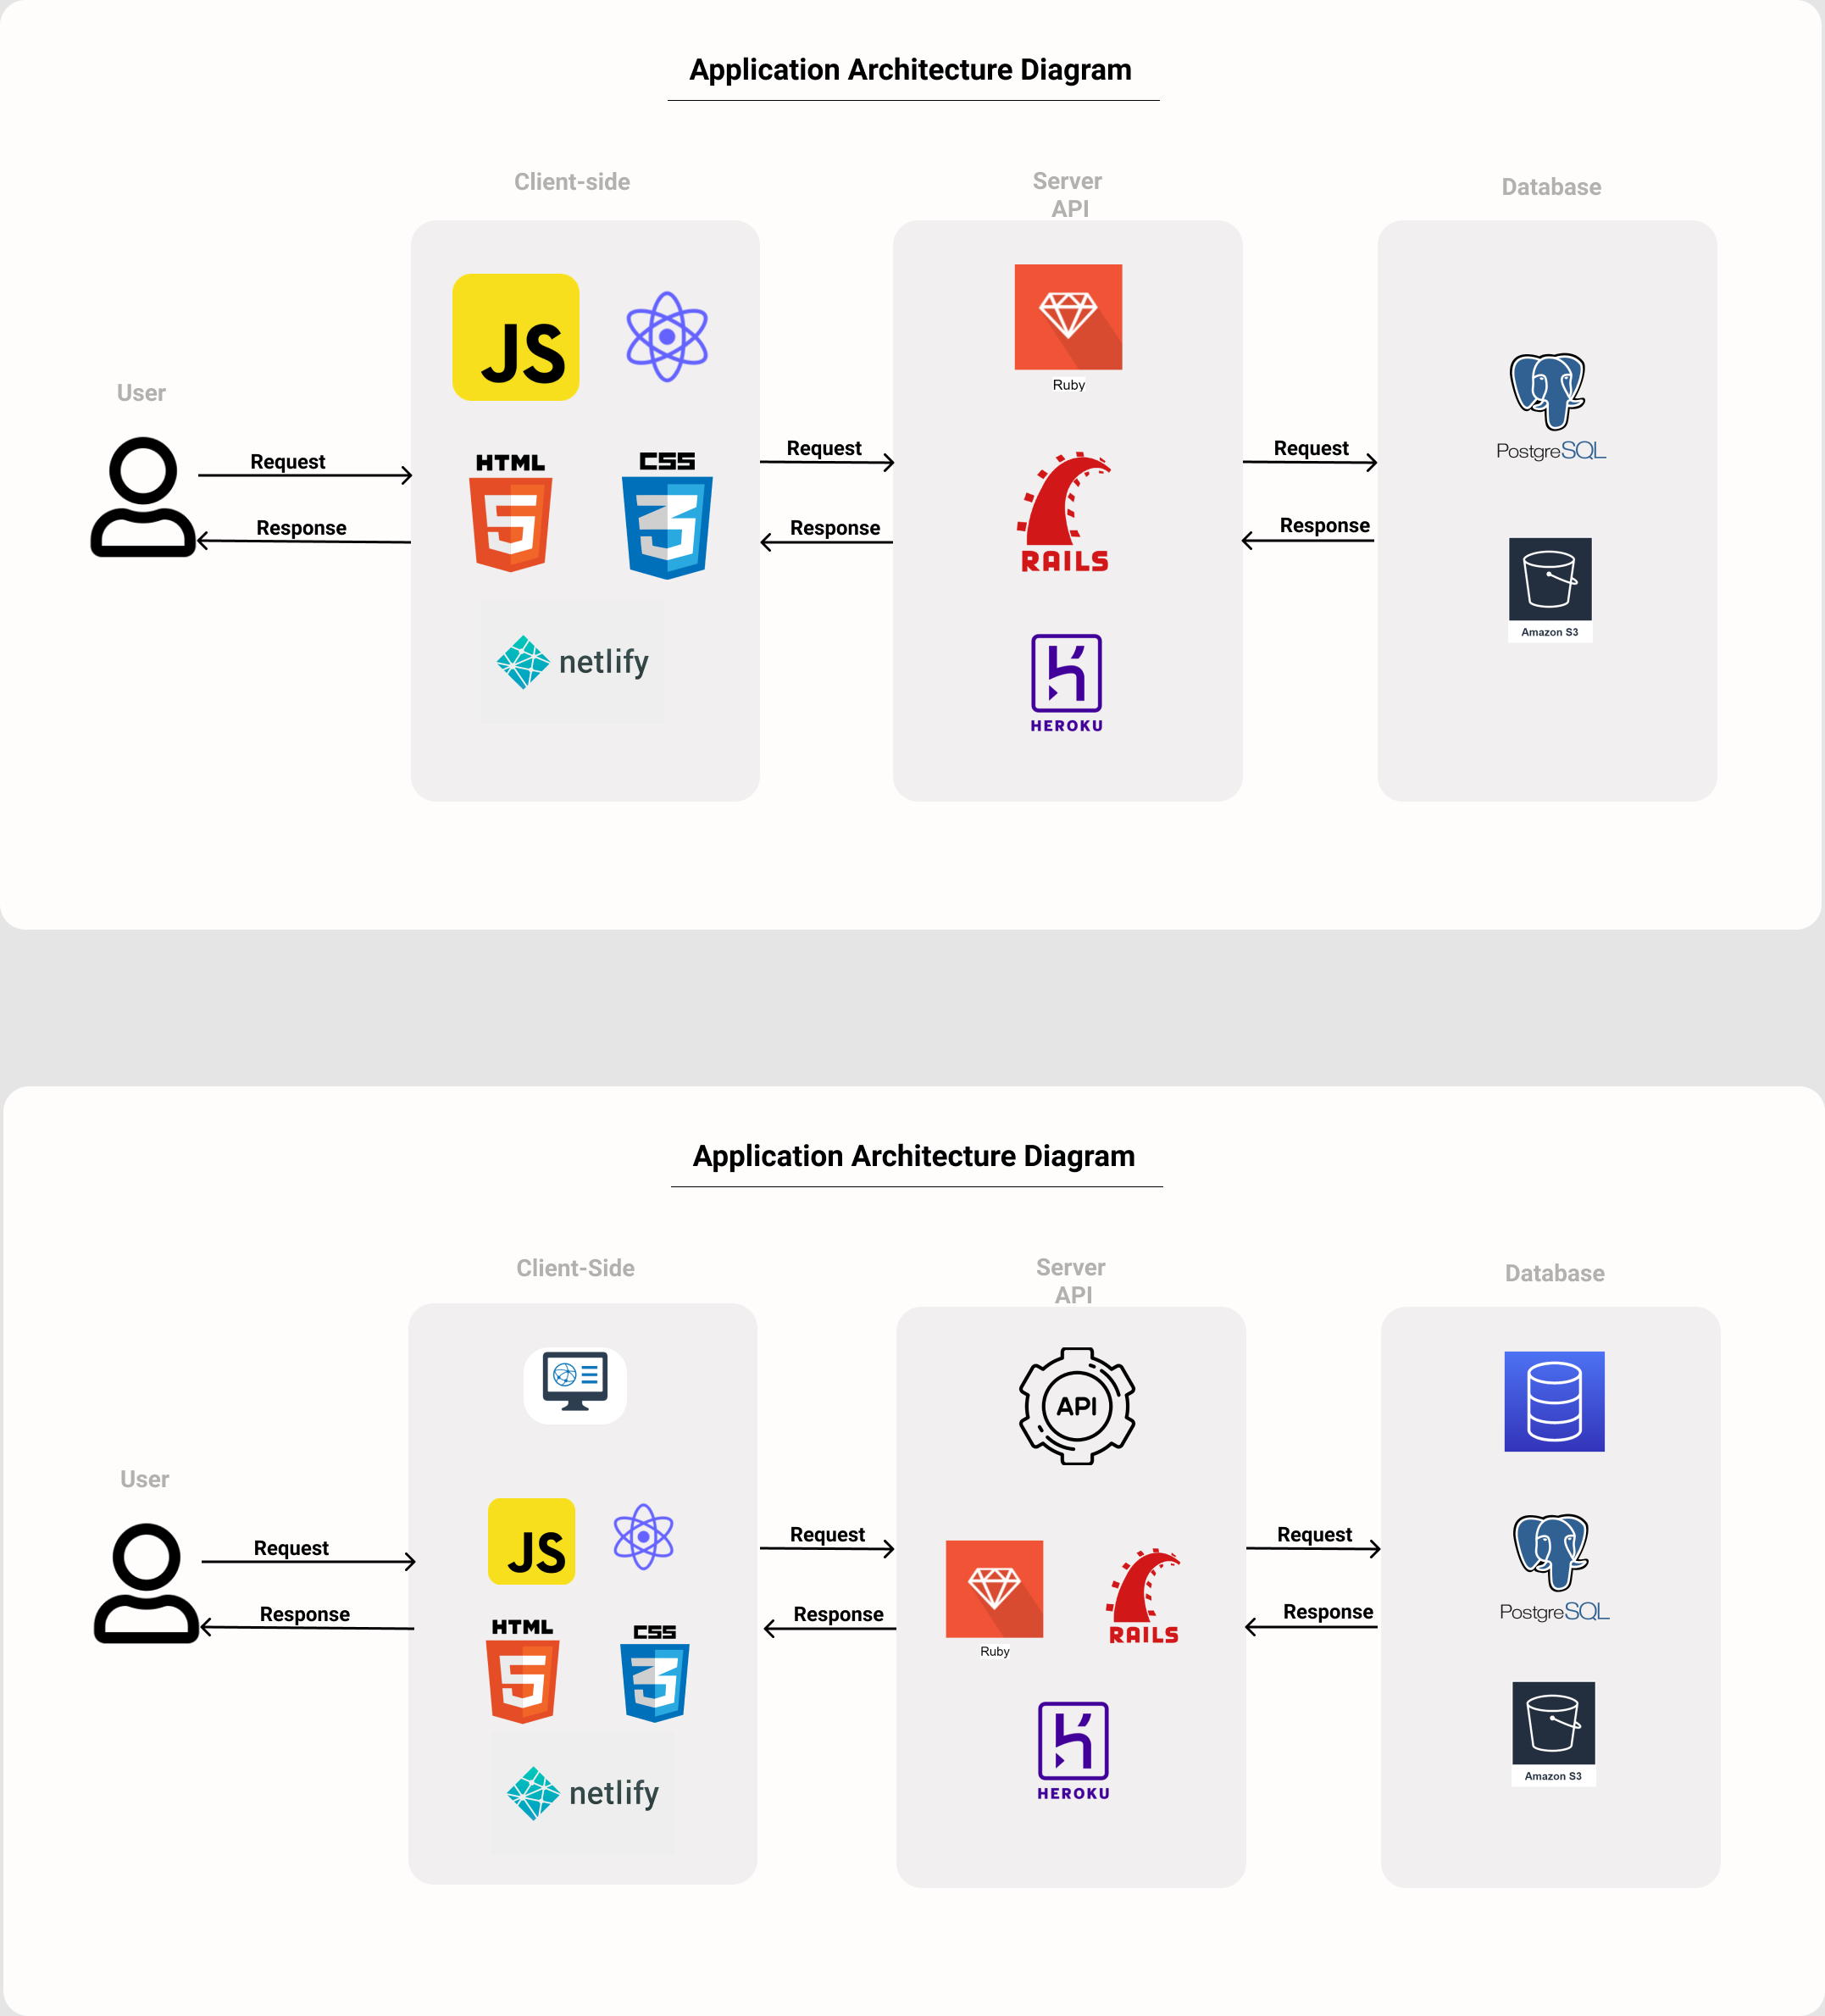 Application Architecture Diagram
Client-side
Server
API
Database
User
JS
Ruby
HTML
CSS
Request
Response
Request
Response
Request
Response
RAILS
PostgreSQL
Amazon S3
netlify
HEROKU
Application Architecture Diagram
Client-Side
Server
API
Database
User
API
JS
Request
Response
Request
Response
Request
Response
HTML
CSS
Ruby
RAILS
PostgreSQL
netlify
HEROKU
Amazon S3